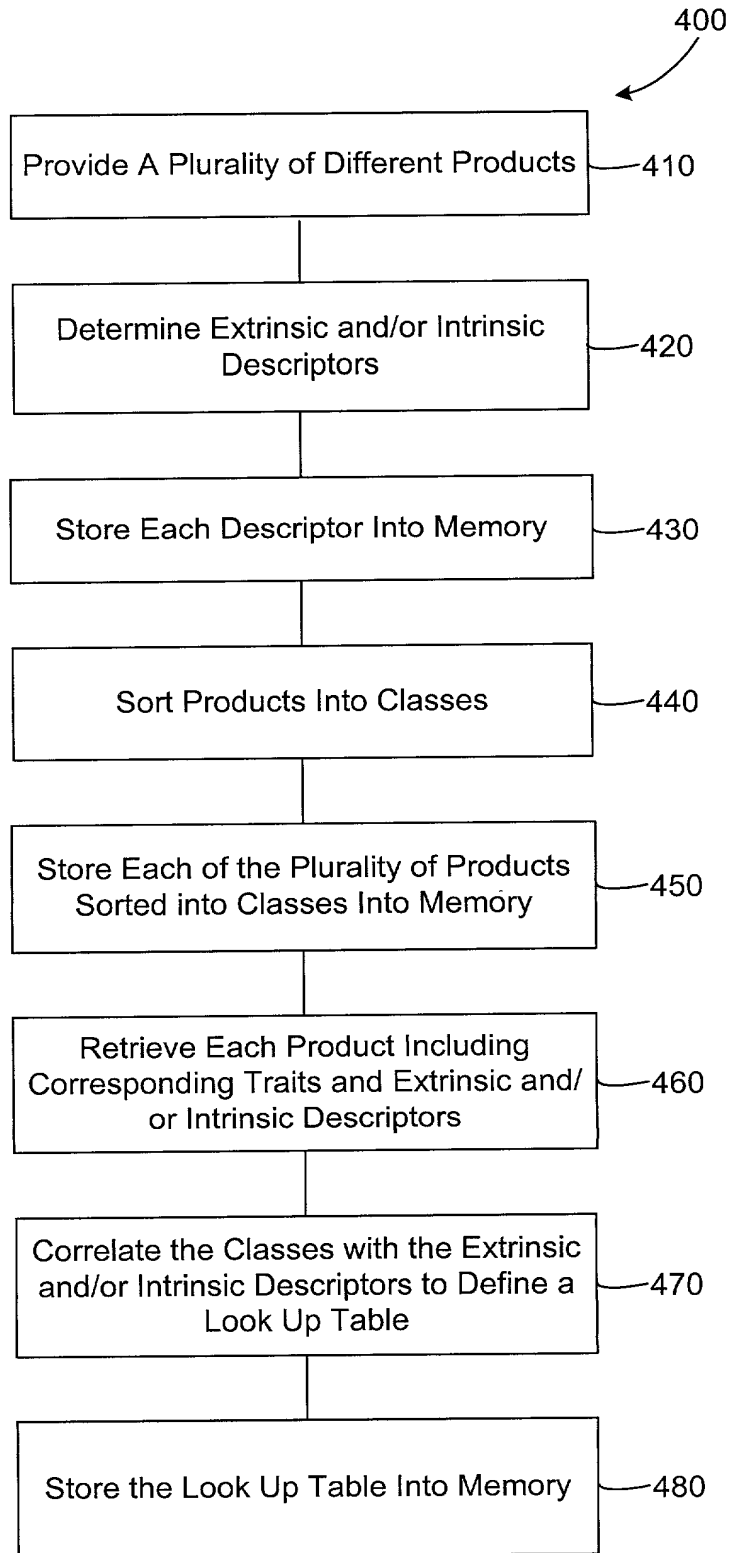 400
Provide A Plurality of Different Products
410
Determine Extrinsic and/or Intrinsic
Descriptors
420
Store Each Descriptor Into Memory
430
Sort Products Into Classes
440
Store Each of the Plurality of Products
Sorted into Classes Into Memory
450
Retrieve Each Product Including
Corresponding Traits and Extrinsic and/
or Intrinsic Descriptors
460
Correlate the Classes with the Extrinsic
and/or Intrinsic Descriptors to Define a
Look Up Table
470
Store the Look Up Table Into Memory
480